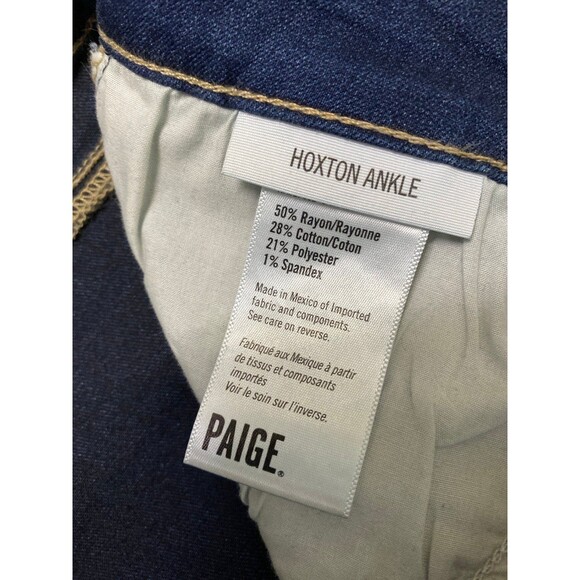 HOXTON ANKLE
50% Rayon/Rayonne
28% Cotton/Coton
21% Polyester
1% Spandex
Made in Mexico of Imported
fabric and components.
See care on reverse.
Fabriqué aux Mexique à partir
de tissus et composants
importés
Voir le soin sur l'inverse.
PAIGE®